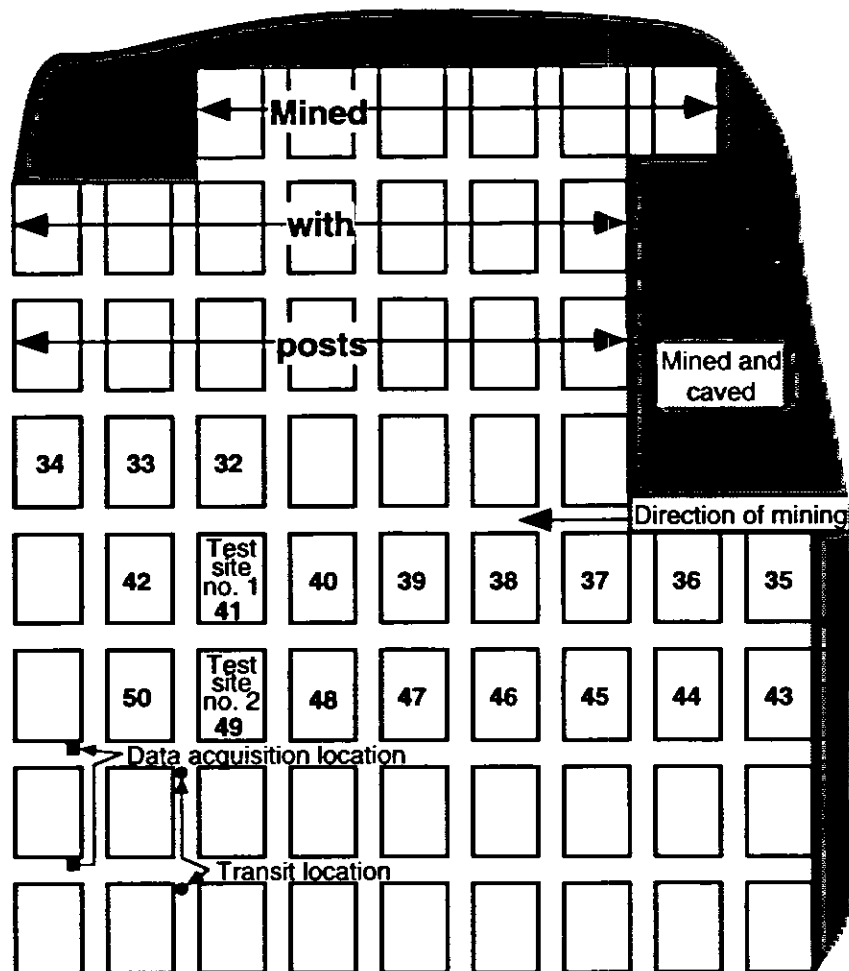 Mined
with
posts
Mined and
caved
34 33 32
Direction of mining
Test
site
no. 1
42 41 40 39 38 37 36 35
Test
site
no. 2
50 49 48 47 46 45 44 43
Data acquisition location
Transit location